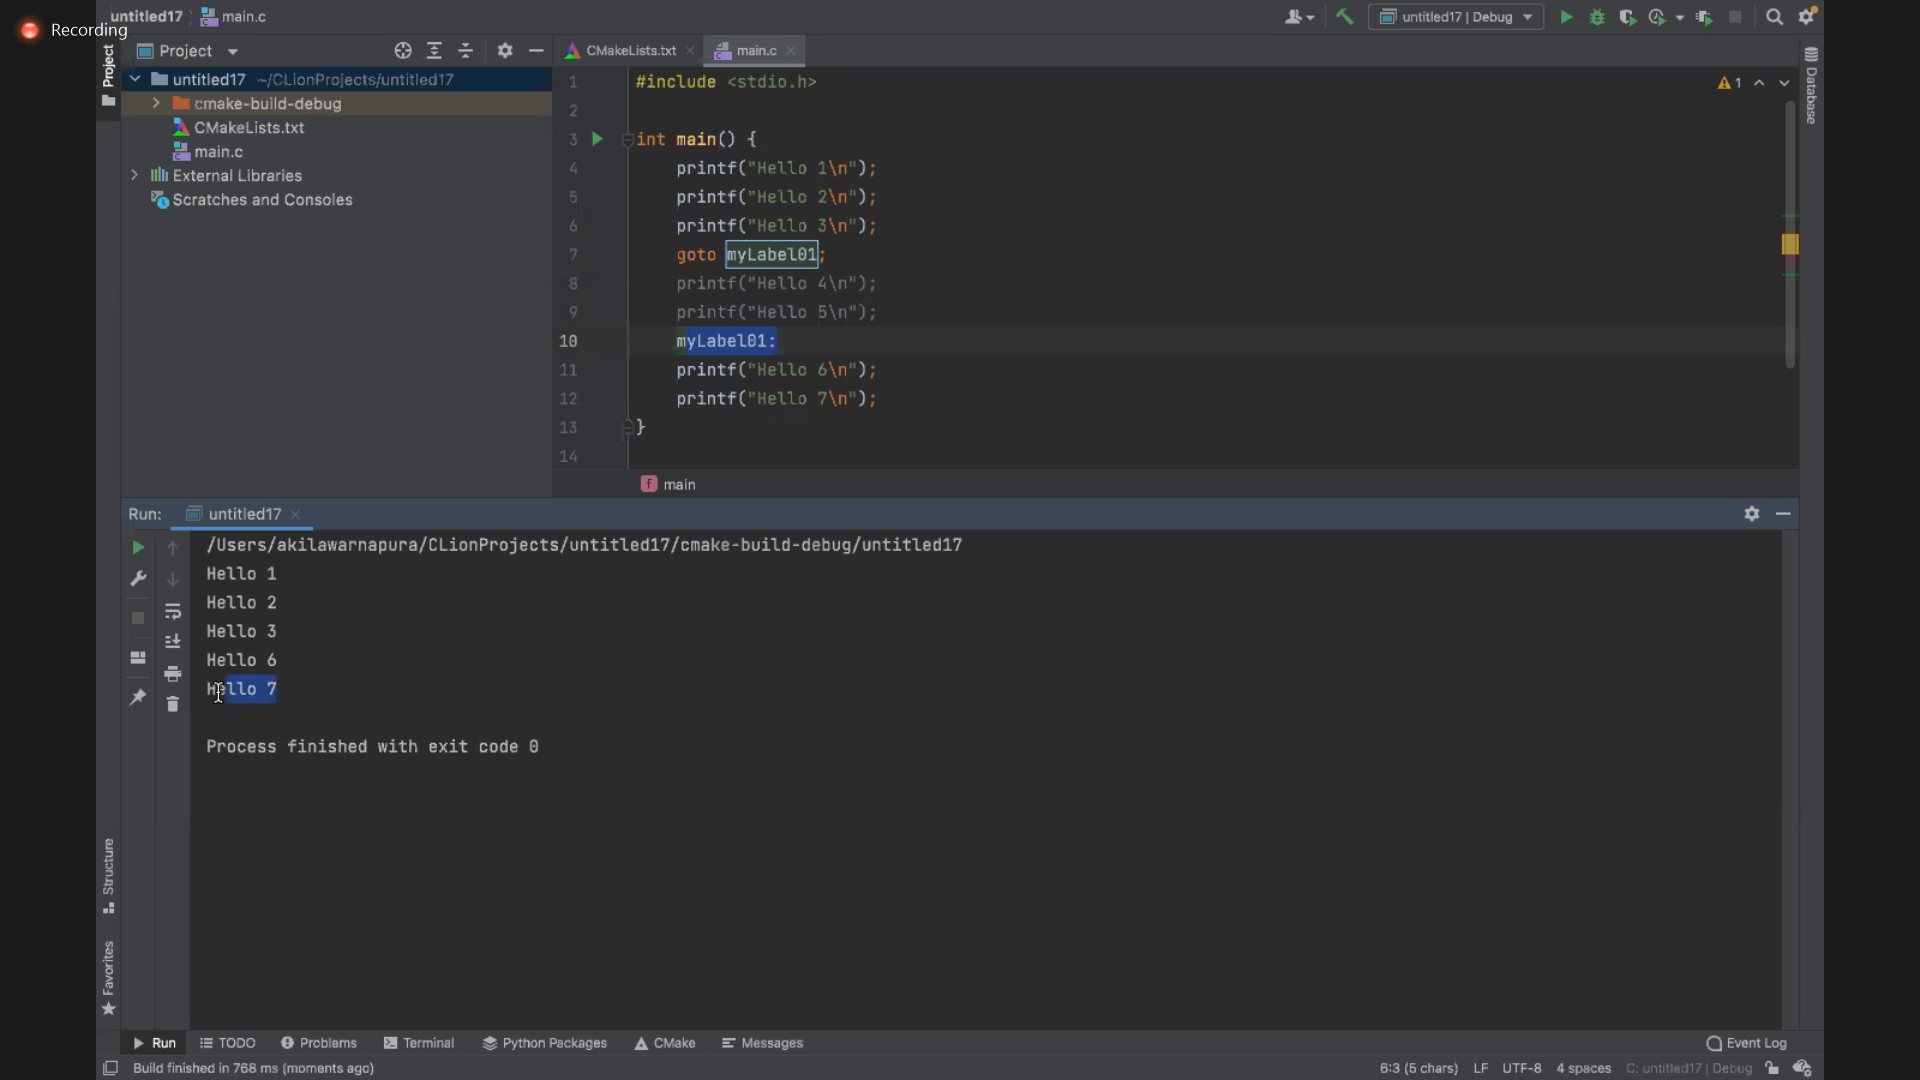 Recording
untitled17 main.c
untitled17 | Debug
Project
Project
CMakeLists.txt
main.c
untitled17 ~/CLionProjects/untitled17
cmake-build-debug
CMakeLists.txt
main.c
External Libraries
Scratches and Consoles
Database
1
1 #include <stdio.h>
2
3 int main() {
4 printf("Hello 1\n");
5 printf("Hello 2\n");
6 printf("Hello 3\n");
7 goto myLabel01;
8 printf("Hello 4\n");
9 printf("Hello 5\n");
10 myLabel01:
11 printf("Hello 6\n");
12 printf("Hello 7\n");
13 }
14
f main
Run: untitled17
/Users/akilawarnapura/CLionProjects/untitled17/cmake-build-debug/untitled17
Hello 1
Hello 2
Hello 3
Hello 6
Hello 7
Process finished with exit code 0
Structure
Favorites
Run TODO Problems Terminal Python Packages CMake Messages Event Log
Build finished in 768 ms (moments ago) 6:3 (5 chars) LF UTF-8 4 spaces C: untitled17 | Debug